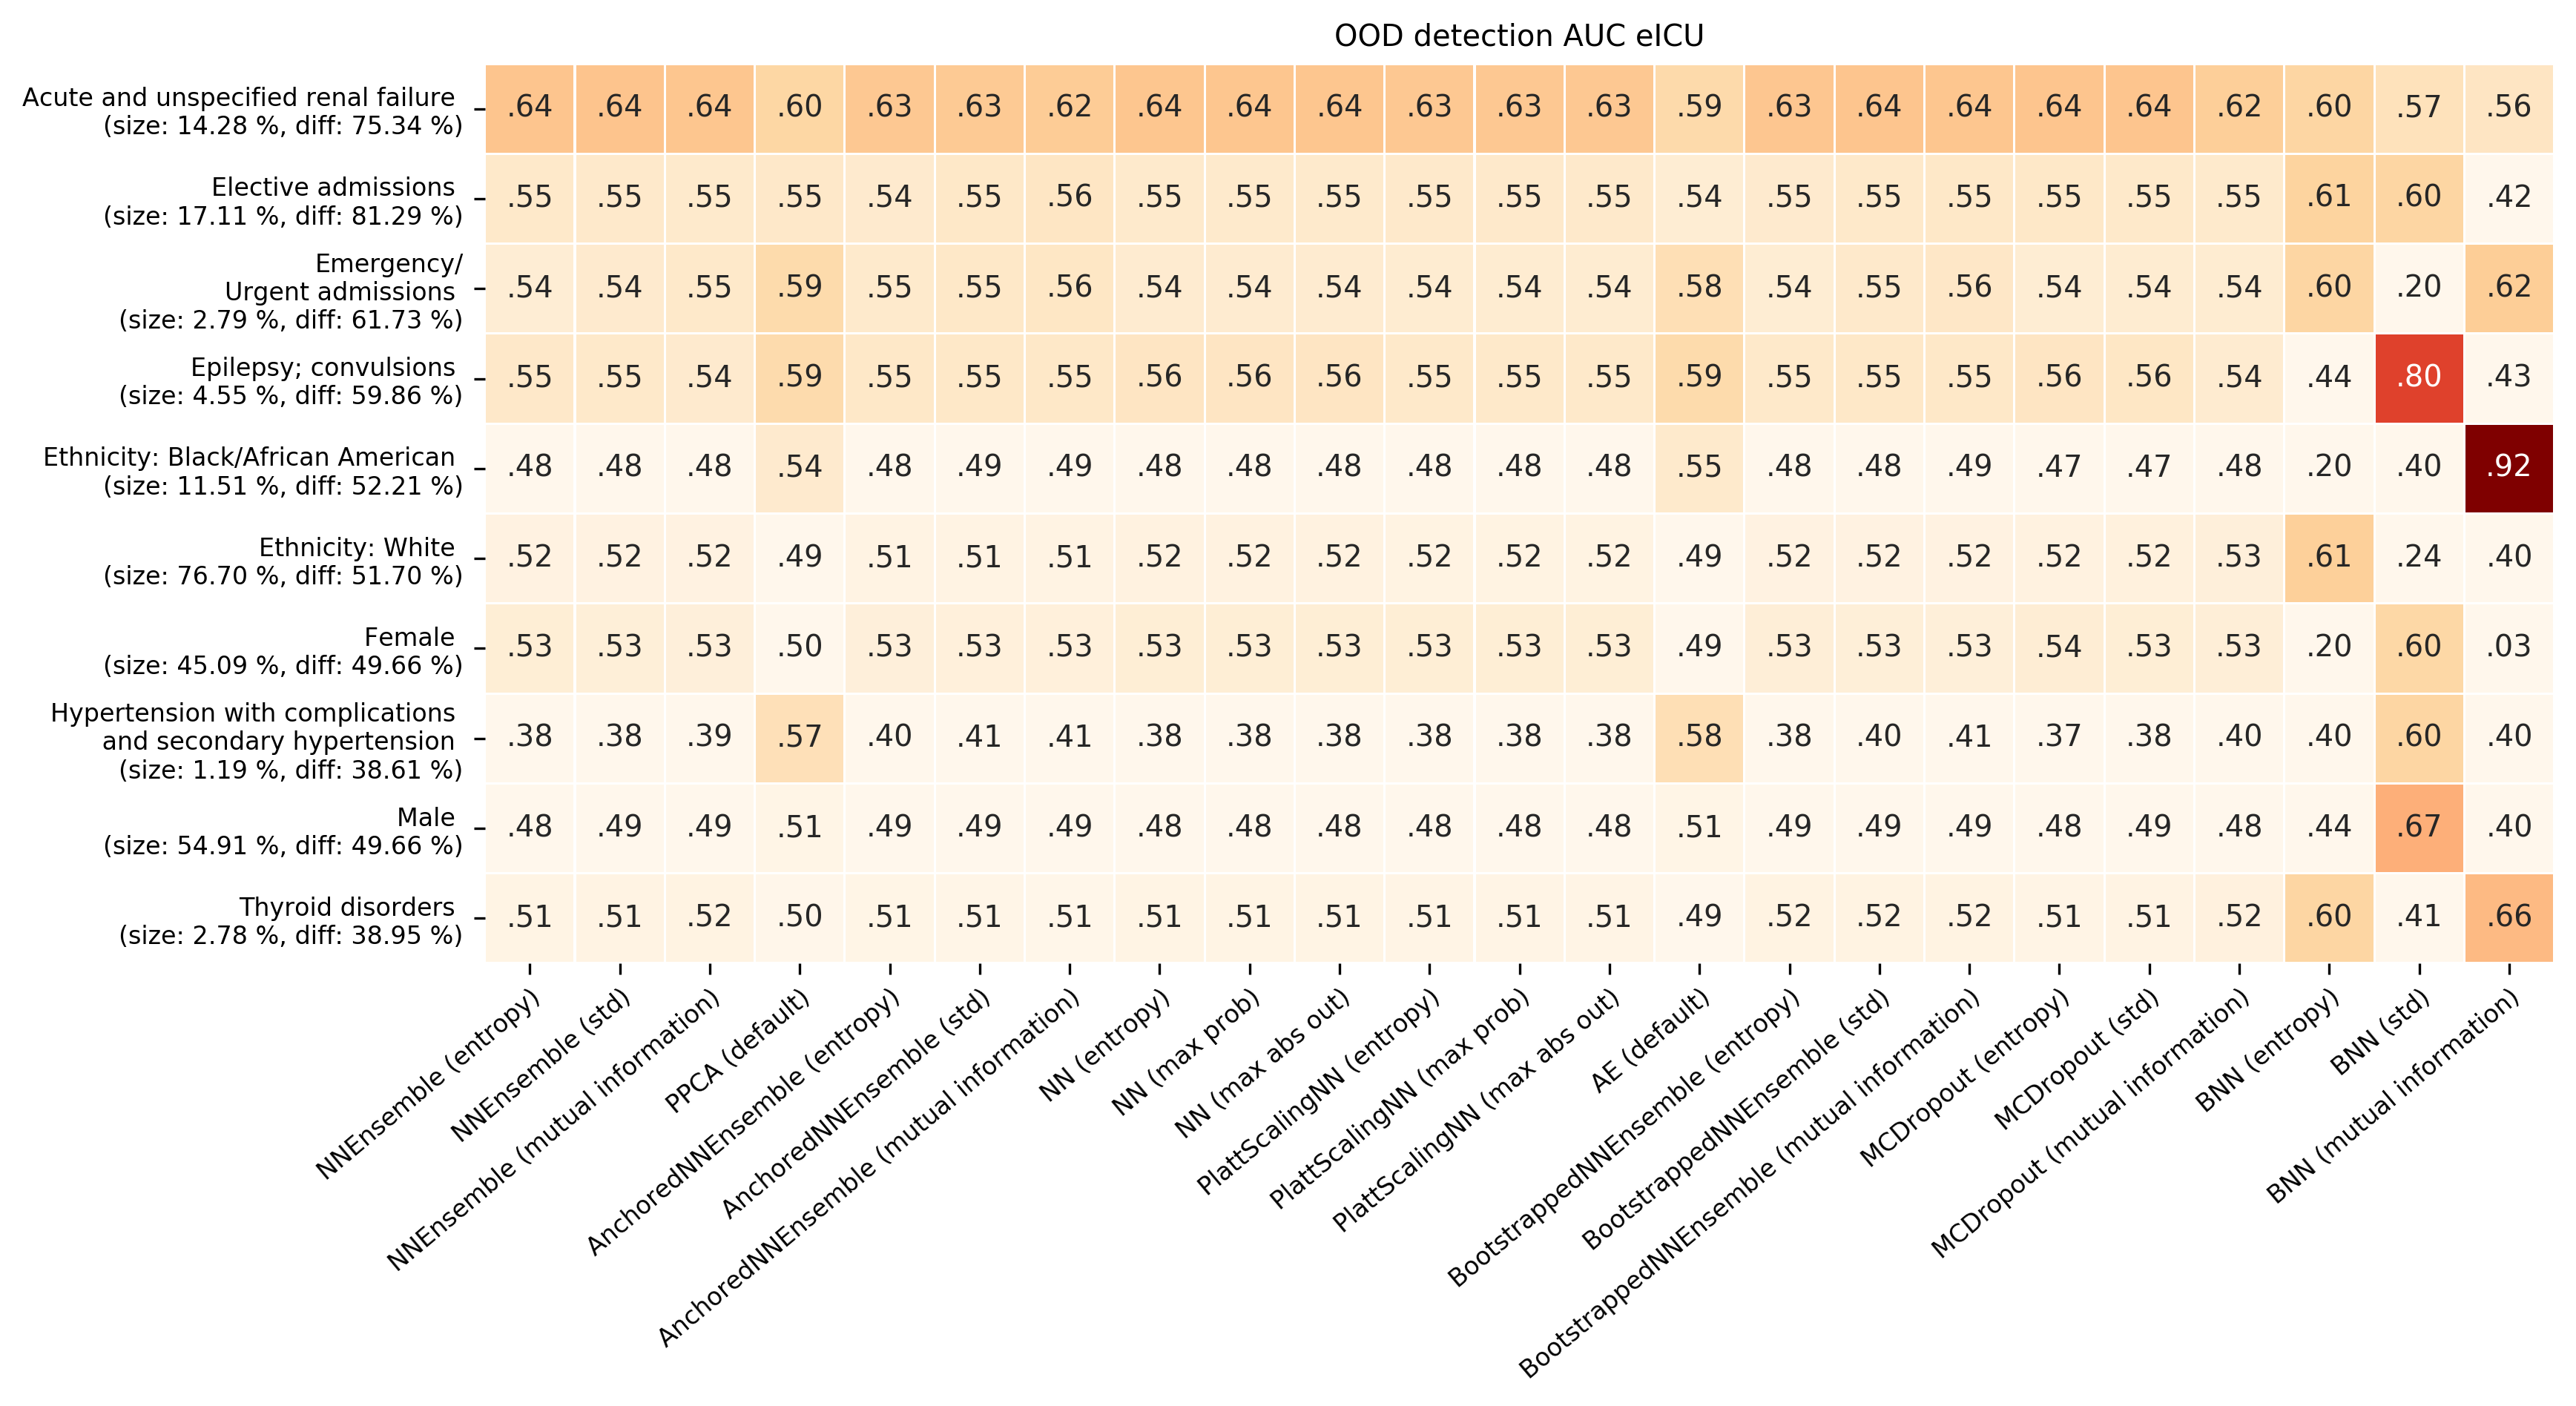 OOD detection AUC eICU
Acute and unspecified renal failure
(size: 14.28 %, diff: 75.34 %)
.64 .64 .64 .60 .63 .63 .62 .64 .64 .64 .63 .63 .63 .59 .63 .64 .64 .64 .64 .62 .60 .57 .56
Elective admissions
(size: 17.11 %, diff: 81.29 %)
.55 .55 .55 .55 .54 .55 .56 .55 .55 .55 .55 .55 .55 .54 .55 .55 .55 .55 .55 .55 .61 .60 .42
Emergency/
Urgent admissions
(size: 2.79 %, diff: 61.73 %)
.54 .54 .55 .59 .55 .55 .56 .54 .54 .54 .54 .54 .54 .58 .54 .55 .56 .54 .54 .54 .60 .20 .62
Epilepsy; convulsions
(size: 4.55 %, diff: 59.86 %)
.55 .55 .54 .59 .55 .55 .55 .56 .56 .56 .55 .55 .55 .59 .55 .55 .55 .56 .56 .54 .44 .80 .43
Ethnicity: Black/African American
(size: 11.51 %, diff: 52.21 %)
.48 .48 .48 .54 .48 .49 .49 .48 .48 .48 .48 .48 .48 .55 .48 .48 .49 .47 .47 .48 .20 .40 .92
Ethnicity: White
(size: 76.70 %, diff: 51.70 %)
.52 .52 .52 .49 .51 .51 .51 .52 .52 .52 .52 .52 .52 .49 .52 .52 .52 .52 .52 .53 .61 .24 .40
Female
(size: 45.09 %, diff: 49.66 %)
.53 .53 .53 .50 .53 .53 .53 .53 .53 .53 .53 .53 .53 .49 .53 .53 .53 .54 .53 .53 .20 .60 .03
Hypertension with complications
and secondary hypertension
(size: 1.19 %, diff: 38.61 %)
.38 .38 .39 .57 .40 .41 .41 .38 .38 .38 .38 .38 .38 .58 .38 .40 .41 .37 .38 .40 .40 .60 .40
Male
(size: 54.91 %, diff: 49.66 %)
.48 .49 .49 .51 .49 .49 .49 .48 .48 .48 .48 .48 .48 .51 .49 .49 .49 .48 .49 .48 .44 .67 .40
Thyroid disorders
(size: 2.78 %, diff: 38.95 %)
.51 .51 .52 .50 .51 .51 .51 .51 .51 .51 .51 .51 .51 .49 .52 .52 .52 .51 .51 .52 .60 .41 .66
NNEnsemble (entropy)
NNEnsemble (std)
NNEnsemble (mutual information)
PPCA (default)
AnchoredNNEnsemble (entropy)
AnchoredNNEnsemble (std)
AnchoredNNEnsemble (mutual information)
NN (entropy)
NN (max prob)
NN (max abs out)
PlattScalingNN (entropy)
PlattScalingNN (max prob)
PlattScalingNN (max abs out)
AE (default)
BootstrappedNNEnsemble (entropy)
BootstrappedNNEnsemble (std)
BootstrappedNNEnsemble (mutual information)
MCDropout (entropy)
MCDropout (std)
MCDropout (mutual information)
BNN (entropy)
BNN (std)
BNN (mutual information)